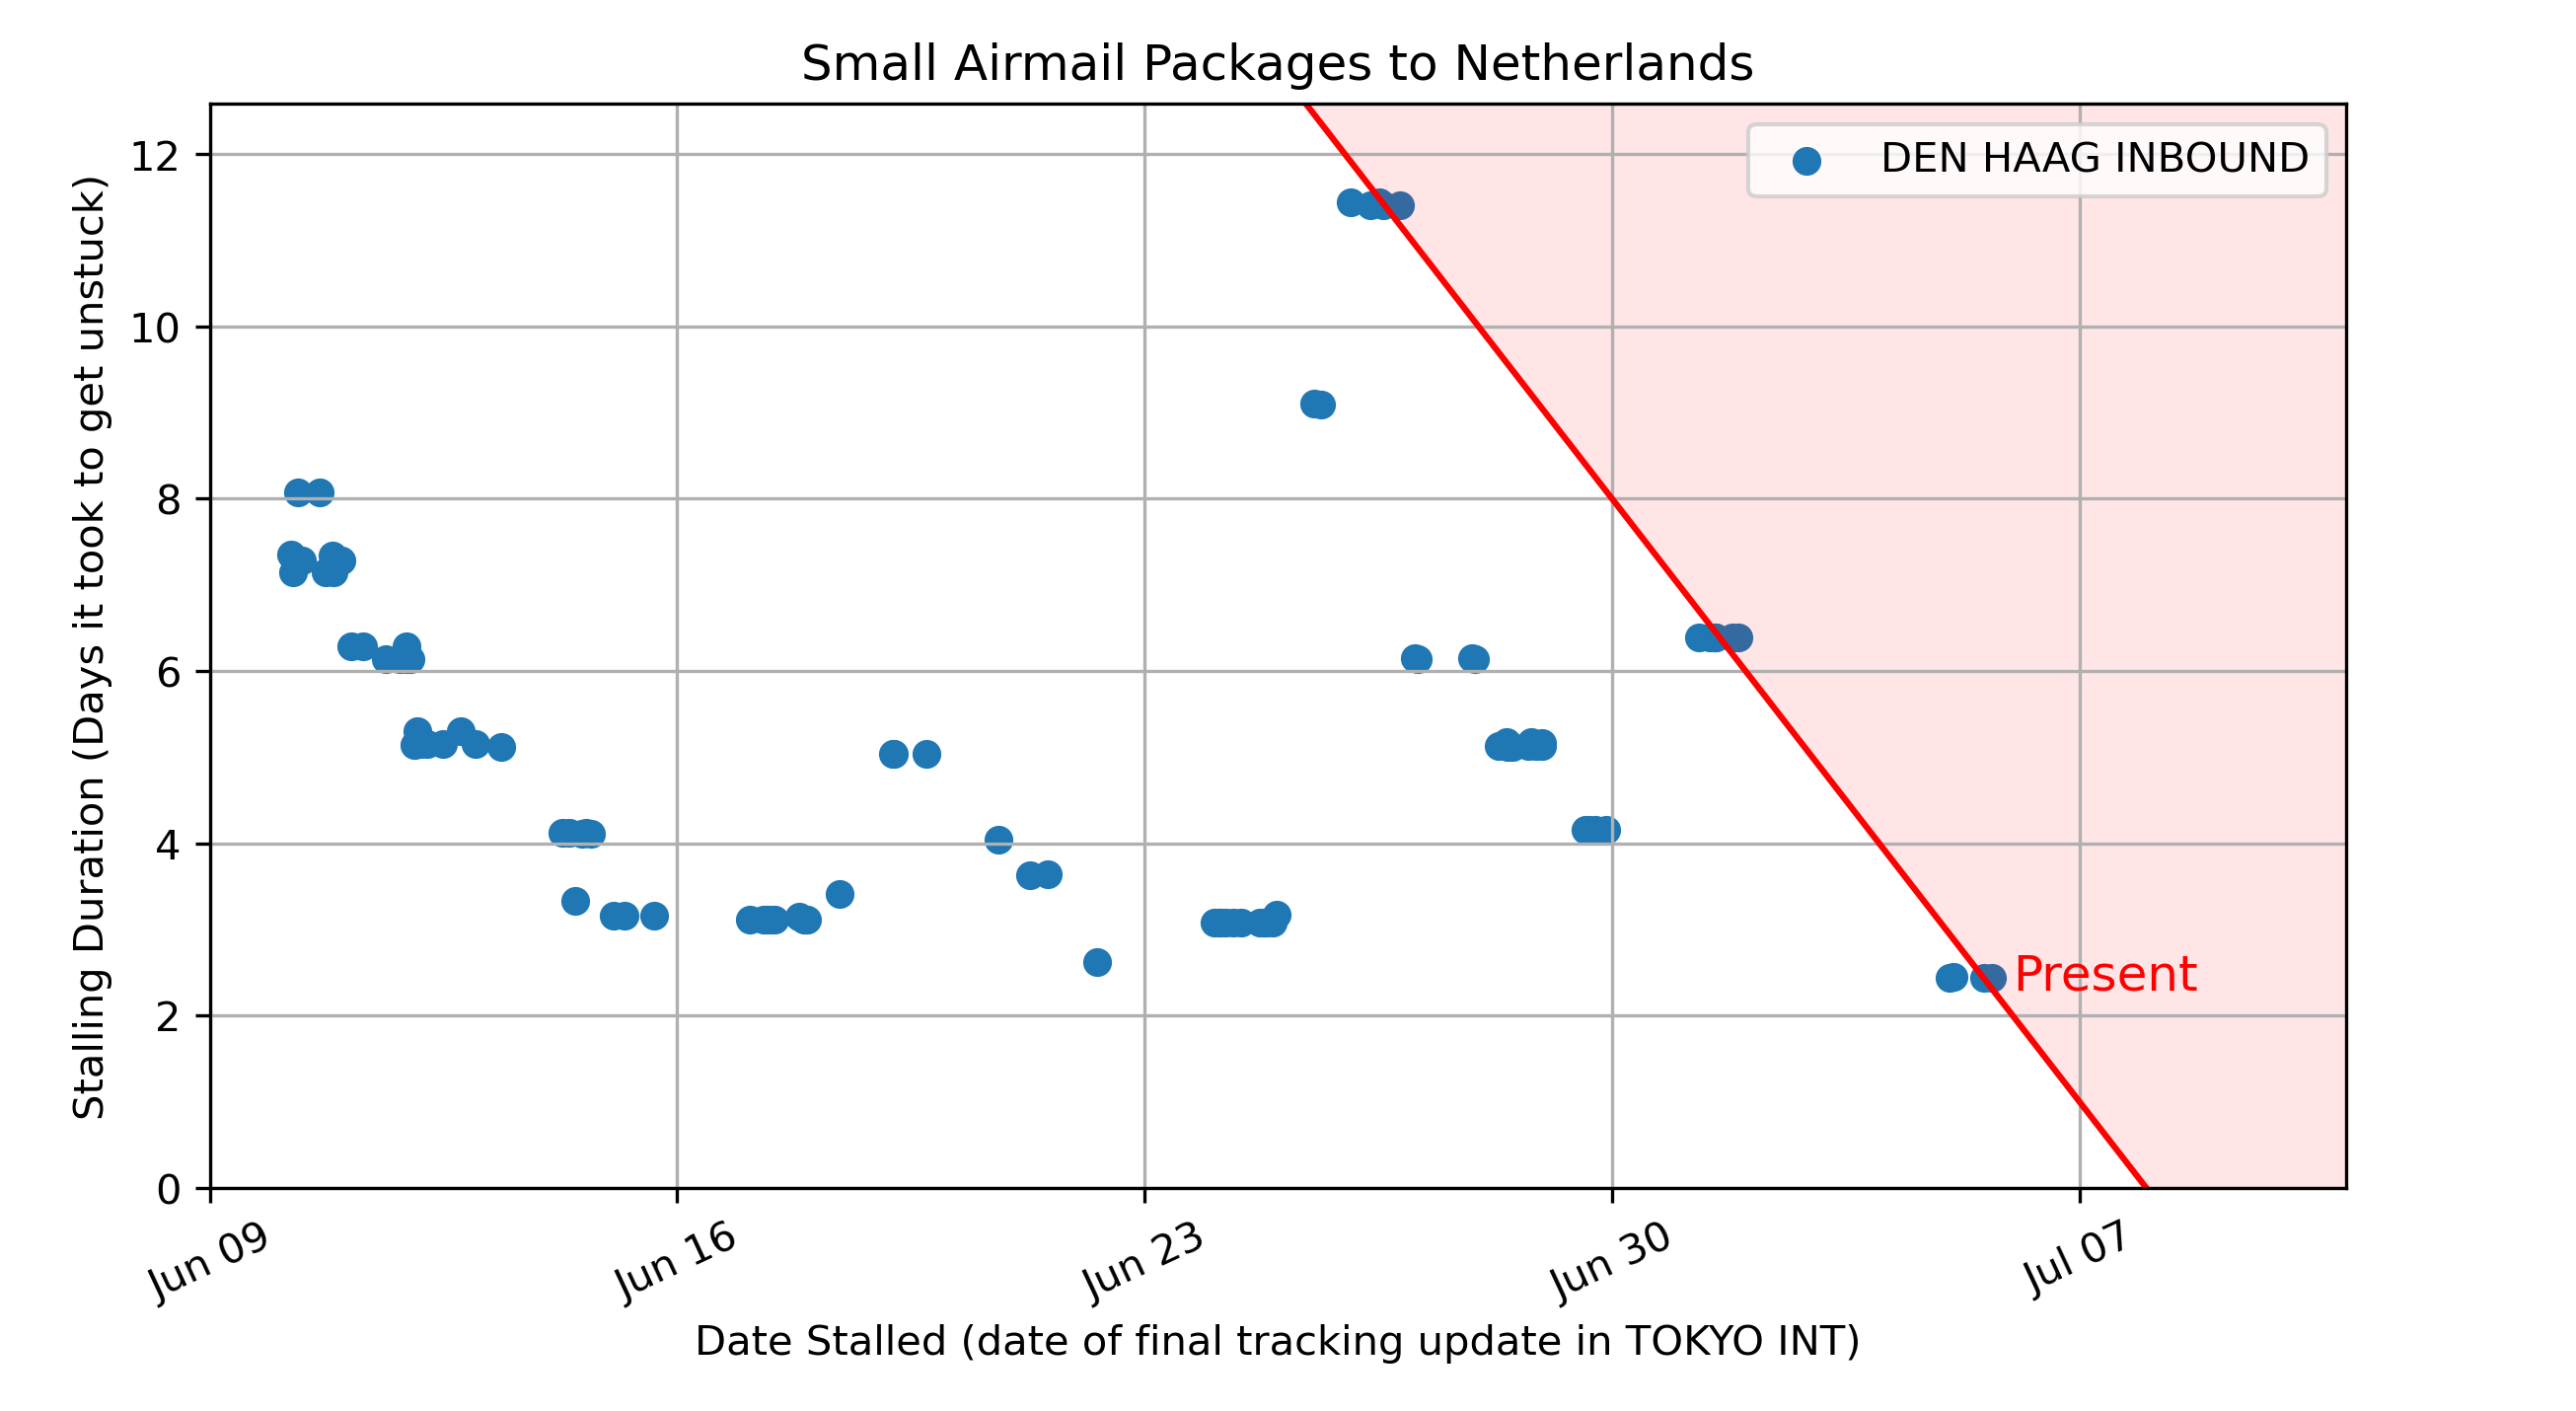 Small Airmail Packages to Netherlands
DEN HAAG INBOUND
Stalling Duration (Days it took to get unstuck)
12
10
8
6
4
2
0
Present
Jun 09
Jun 16
Jun 23
Jun 30
Jul 07
Date Stalled (date of final tracking update in TOKYO INT)